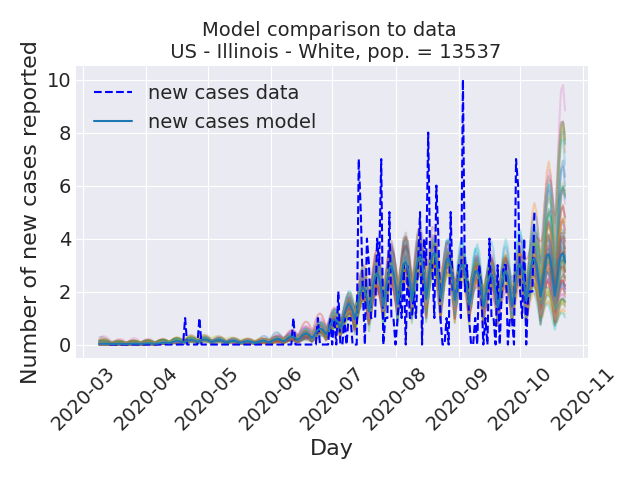 Model comparison to data
US - Illinois - White, pop. = 13537
Number of new cases reported
10
8
6
4
2
0
new cases data
new cases model
2020-03
2020-04
2020-05
2020-06
2020-07
2020-08
2020-09
2020-10
2020-11
Day